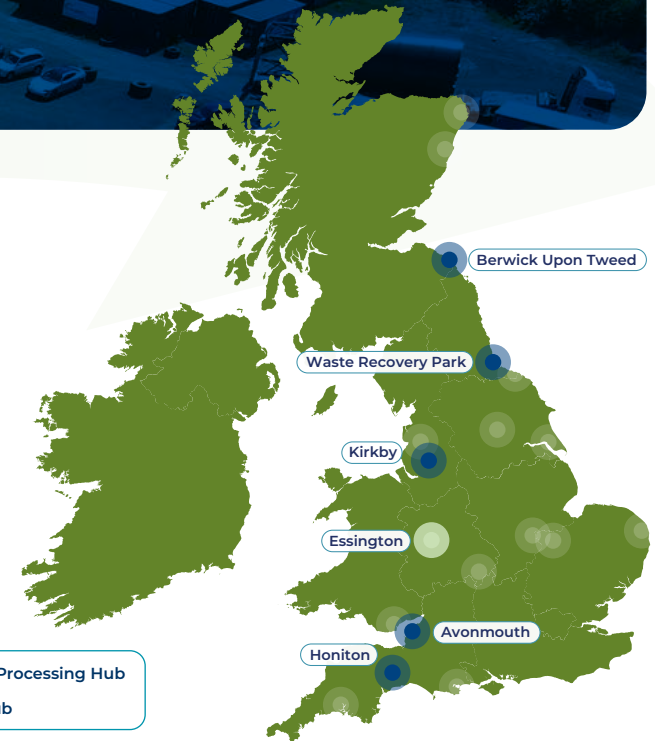 Berwick Upon Tweed
Waste Recovery Park
Kirkby
Essington
Avonmouth
Honiton
Processing Hub